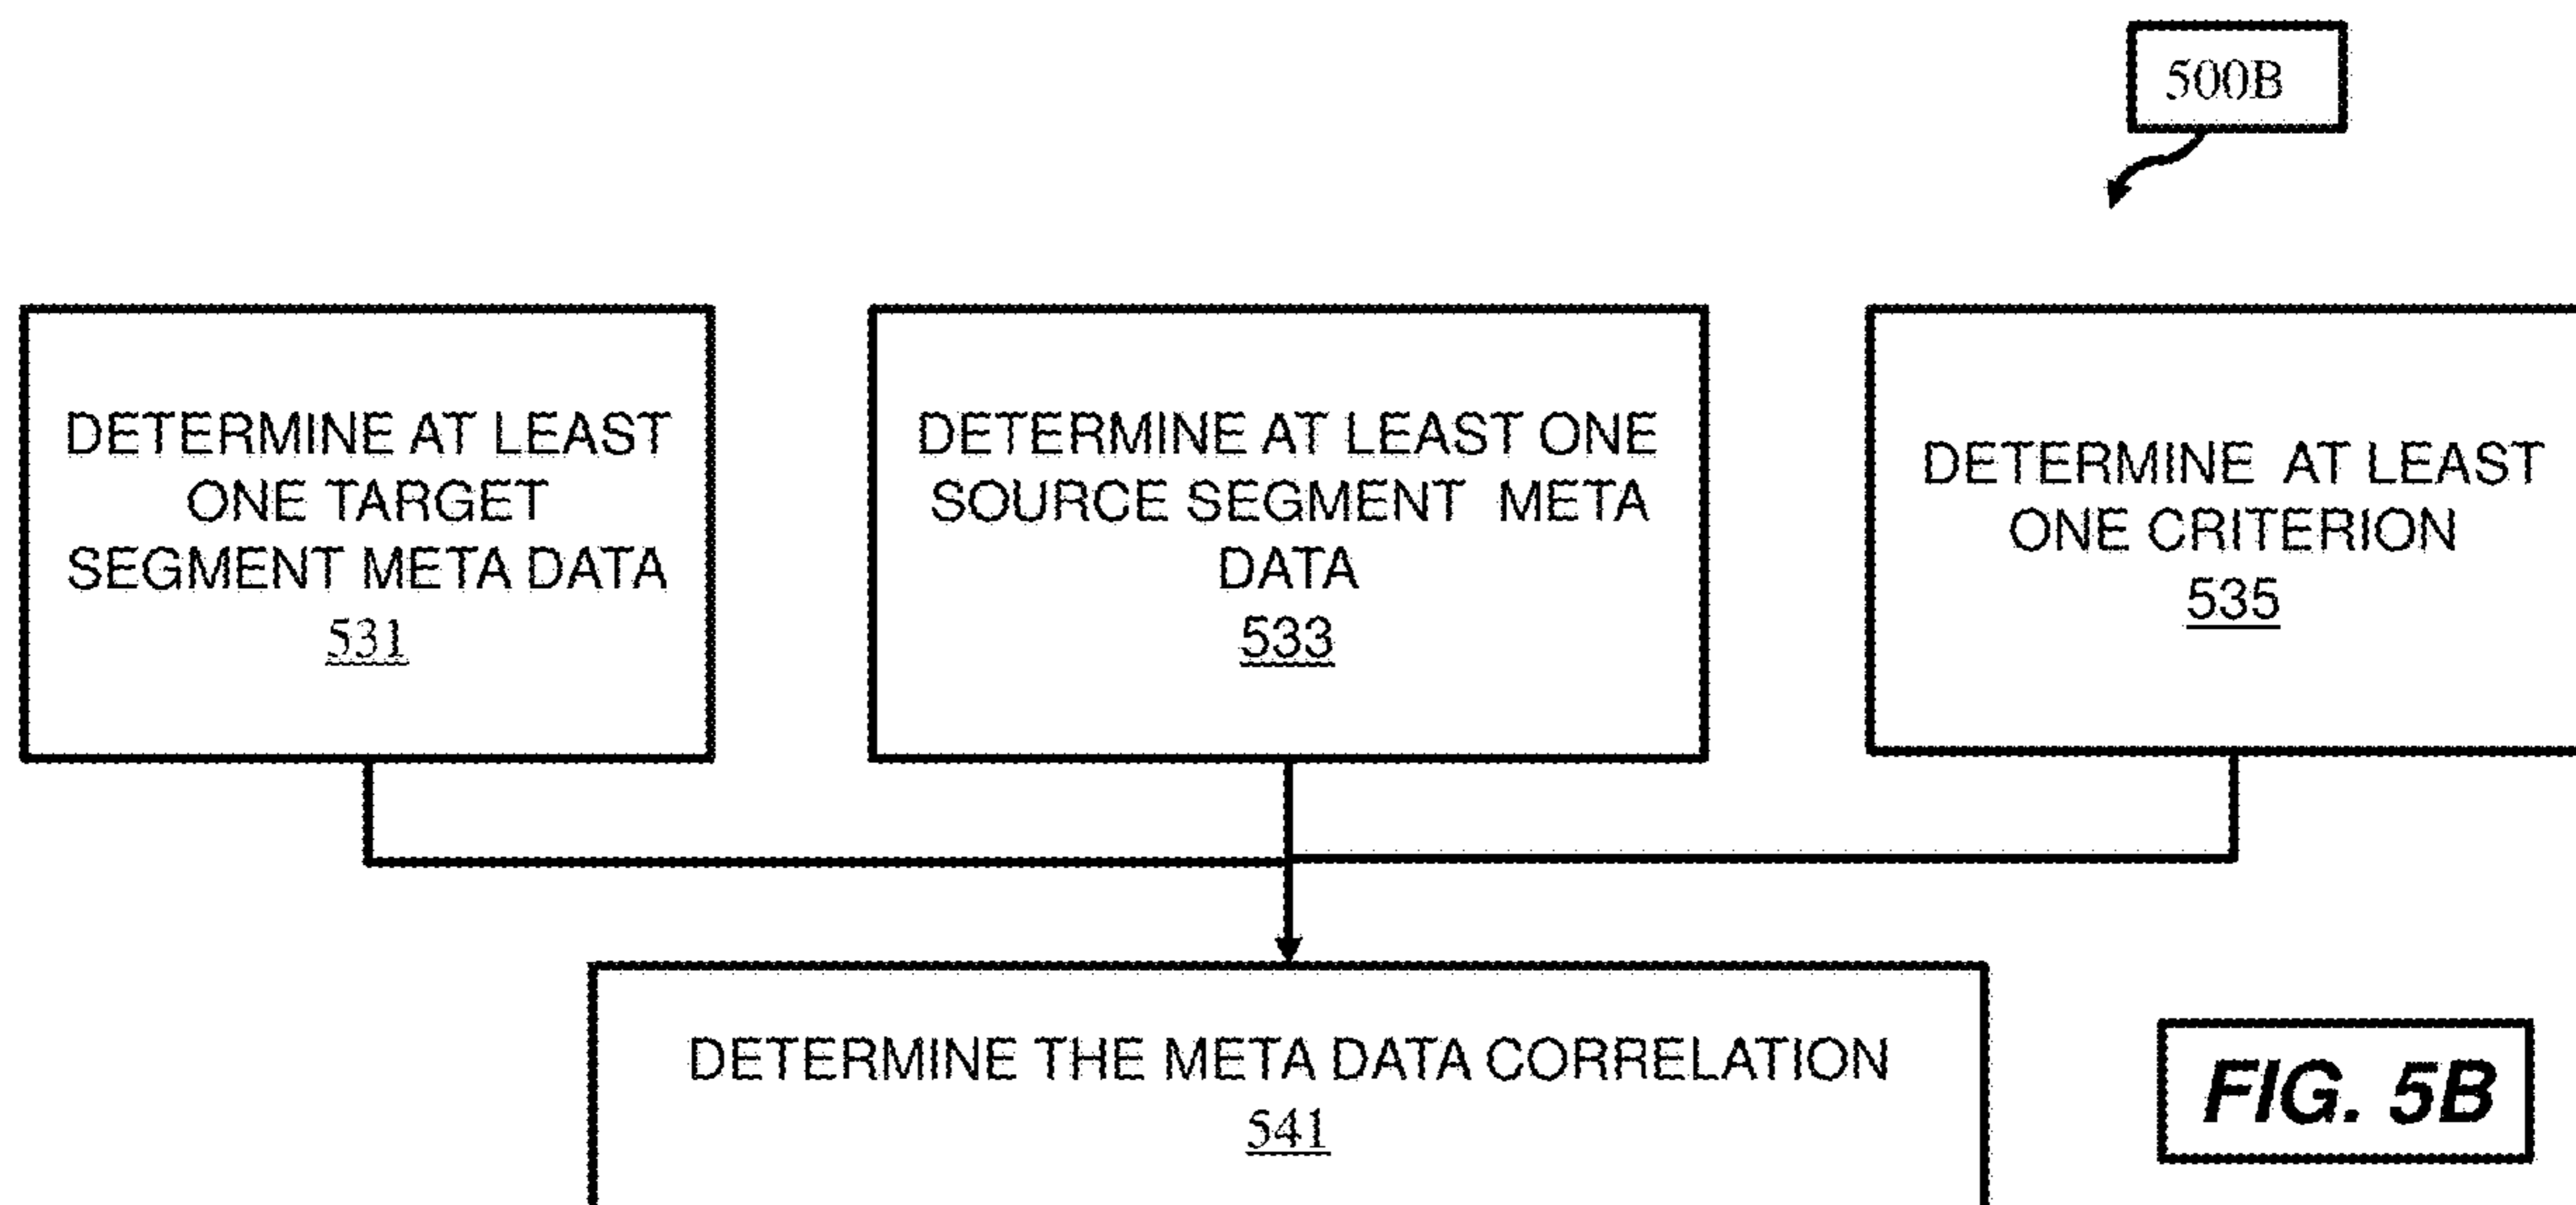 500B
DETERMINE AT LEAST
ONE TARGET
SEGMENT META DATA
531
DETERMINE AT LEAST ONE
SOURCE SEGMENT META
DATA
533
DETERMINE AT LEAST
ONE CRITERION
535
DETERMINE THE META DATA CORRELATION
541
FIG. 5B